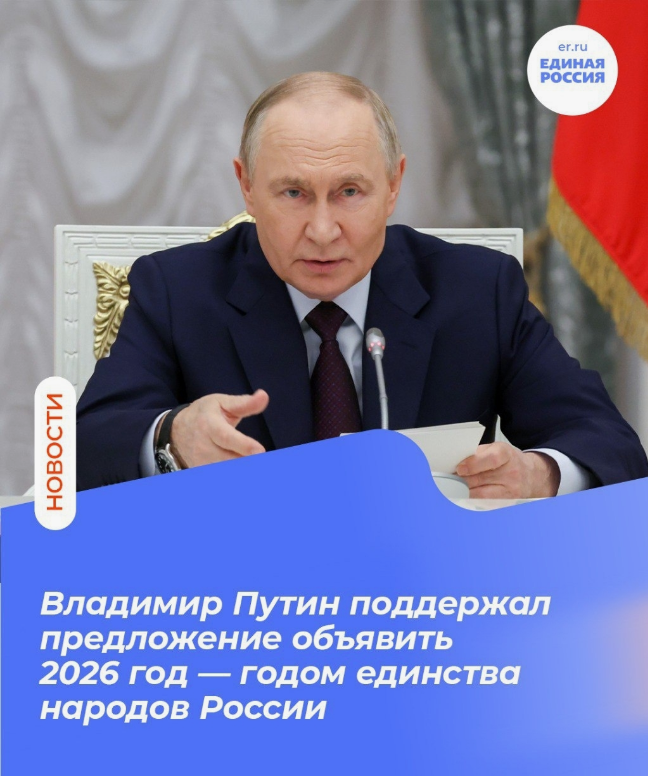 er.ru
ЕДИНАЯ
РОССИЯ
НОВОСТИ
Владимир Путин поддержал
предложение объявить
2026 год — годом единства
народов России